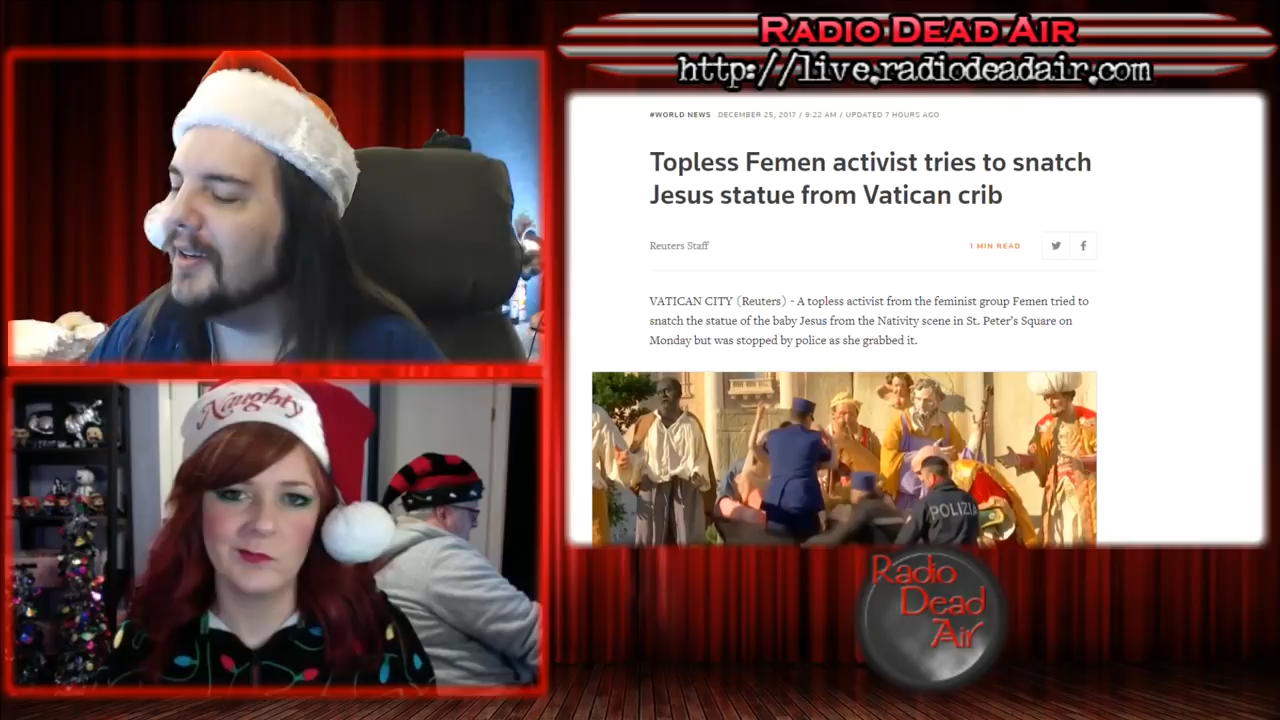 RADIO DEAD AIR
http://live.radiodeadair.com
#WORLD NEWS DECEMBER 25, 2017 / 9:22 AM / UPDATED 7 HOURS AGO
Topless Femen activist tries to snatch
Jesus statue from Vatican crib
Reuters Staff
1 MIN READ
VATICAN CITY (Reuters) - A topless activist from the feminist group Femen tried to
snatch the statue of the baby Jesus from the Nativity scene in St. Peter's Square on
Monday but was stopped by police as she grabbed it.
Naughty
POLIZIA
Radio
Dead
Air